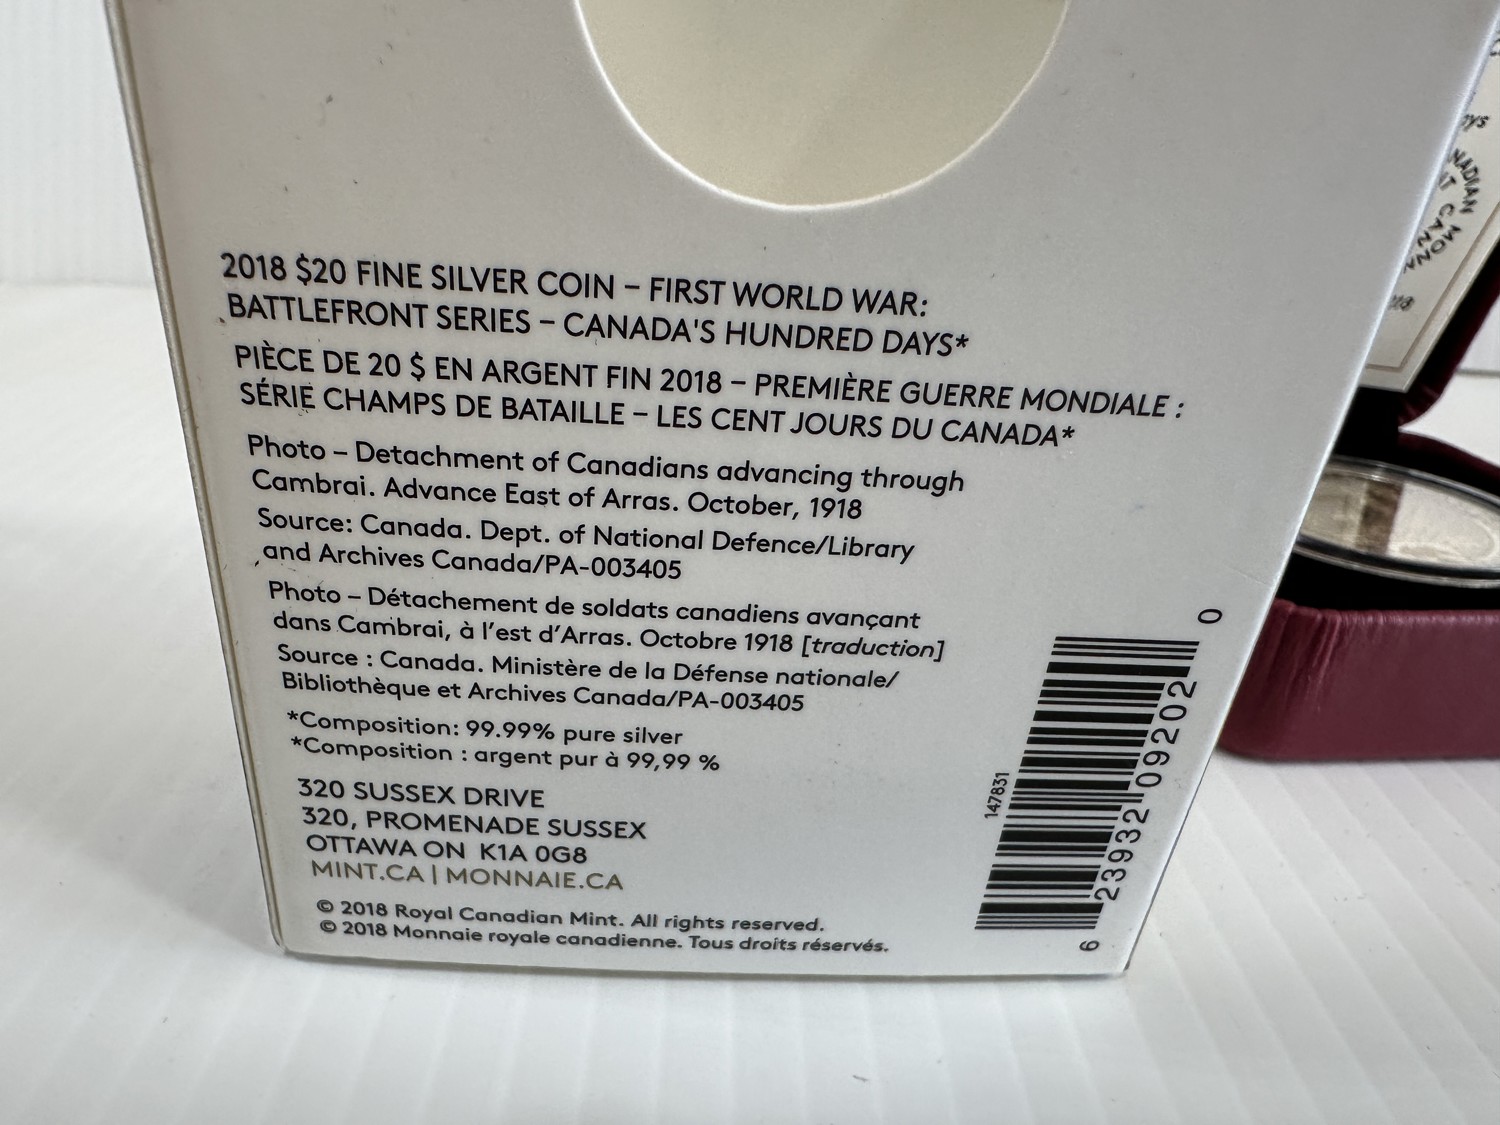 2018 $20 FINE SILVER COIN – FIRST WORLD WAR:
BATTLEFRONT SERIES – CANADA'S HUNDRED DAYS*
PIÈCE DE 20 $ EN ARGENT FIN 2018 – PREMIÈRE GUERRE MONDIALE :
SÉRIE CHAMPS DE BATAILLE – LES CENT JOURS DU CANADA*
Photo – Detachment of Canadians advancing through
Cambrai. Advance East of Arras. October, 1918
Source: Canada. Dept. of National Defence/Library
and Archives Canada/PA-003405
Photo – Détachement de soldats canadiens avançant
dans Cambrai, à l'est d'Arras. Octobre 1918 [traduction]
Source : Canada. Ministère de la Défense nationale/
Bibliothèque et Archives Canada/PA-003405
*Composition: 99.99% pure silver
*Composition : argent pur à 99,99 %
320 SUSSEX DRIVE
320, PROMENADE SUSSEX
OTTAWA ON K1A 0G8
MINT.CA | MONNAIE.CA
© 2018 Royal Canadian Mint. All rights reserved.
© 2018 Monnaie royale canadienne. Tous droits réservés.
147831
6 23932 09202 0